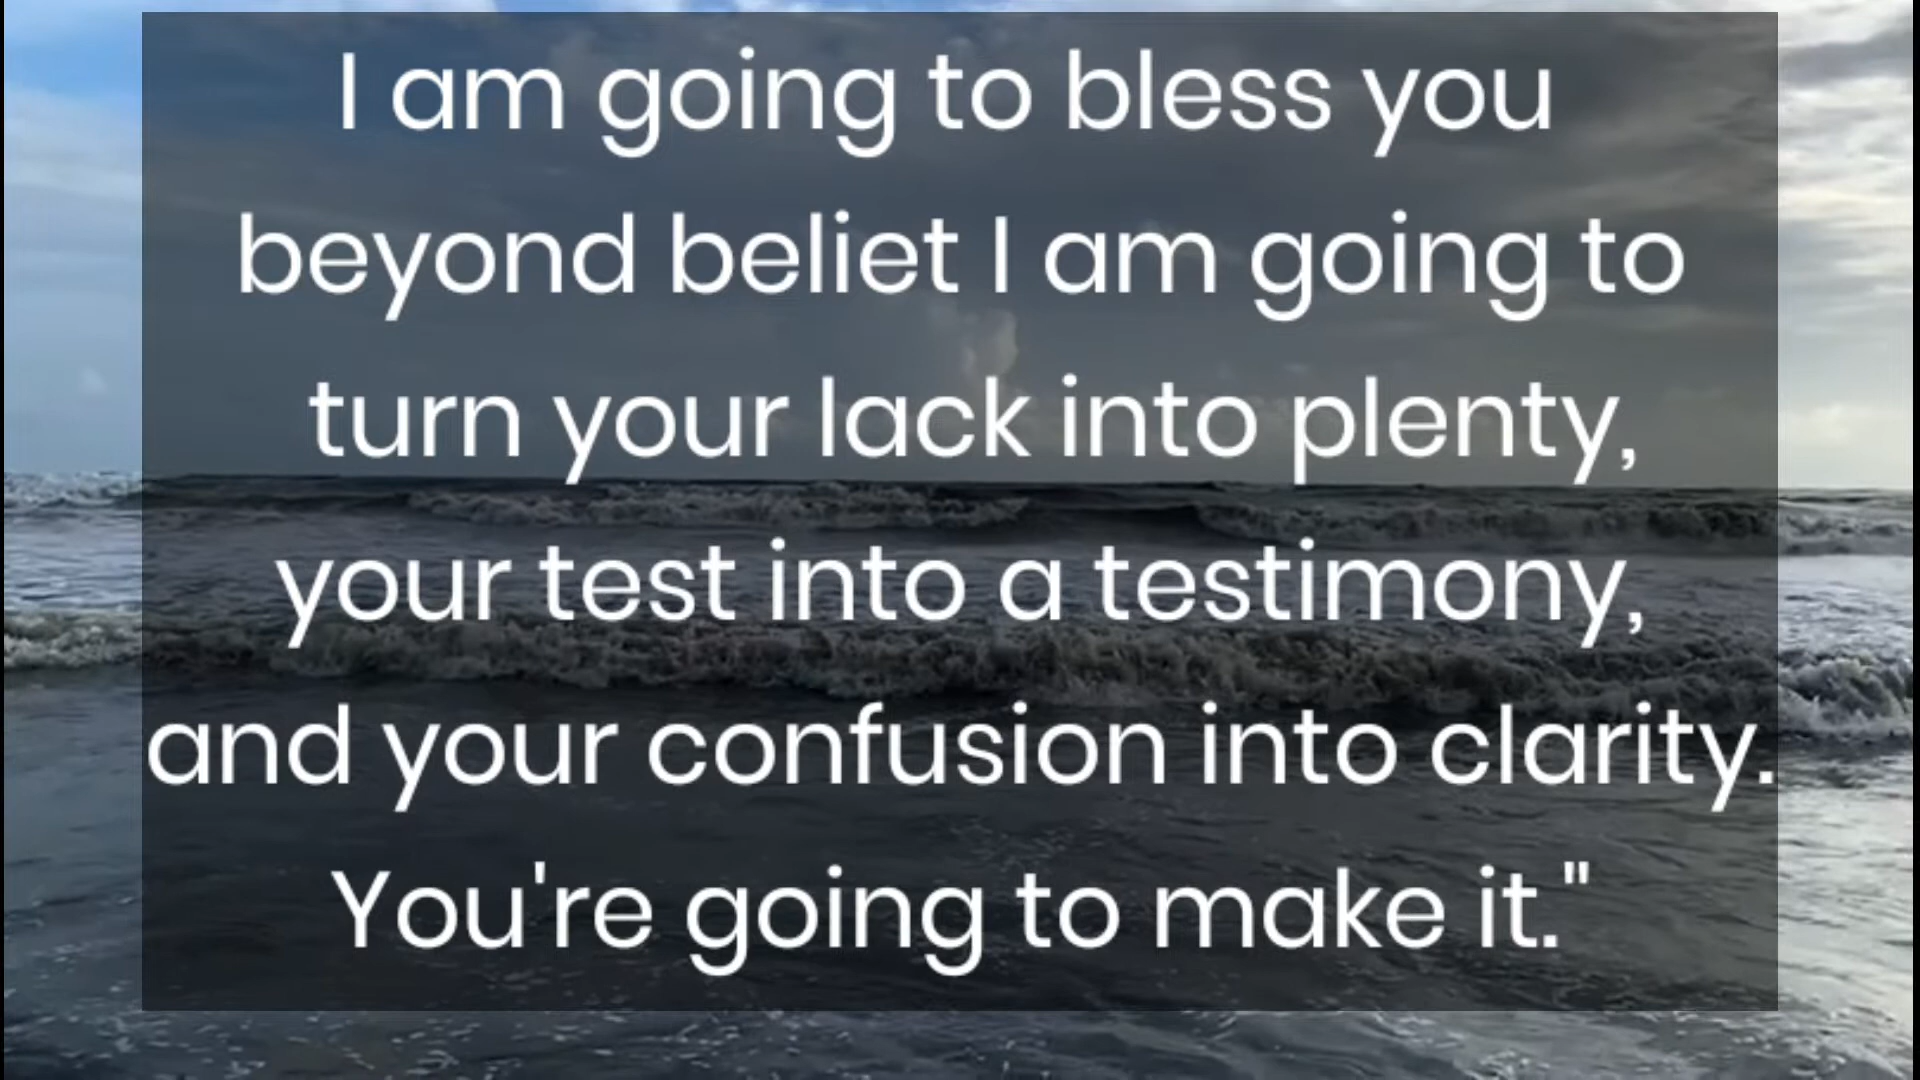 I am going to bless you
beyond beliet I am going to
turn your lack into plenty,
your test into a testimony,
and your confusion into clarity.
You're going to make it."